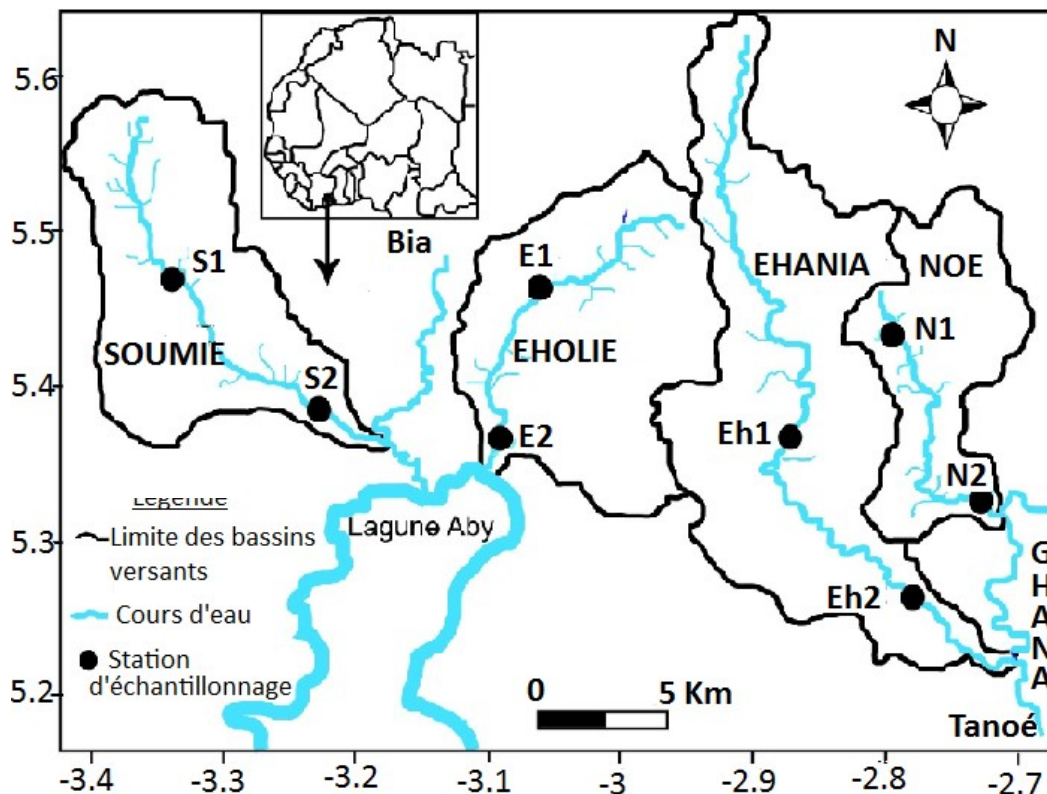 N
5.6
5.5
5.4
5.3
5.2
Bia
S1
E1
EHANIA
NOE
N1
SOUMIE
EHOLIE
S2
E2
Eh1
N2
Légende
Limite des bassins
versants
Cours d'eau
Station
d'échantillonnage
Lagune Aby
Eh2
GHANA
0
5 Km
Tanoé
-3.4
-3.3
-3.2
-3.1
-3
-2.9
-2.8
-2.7